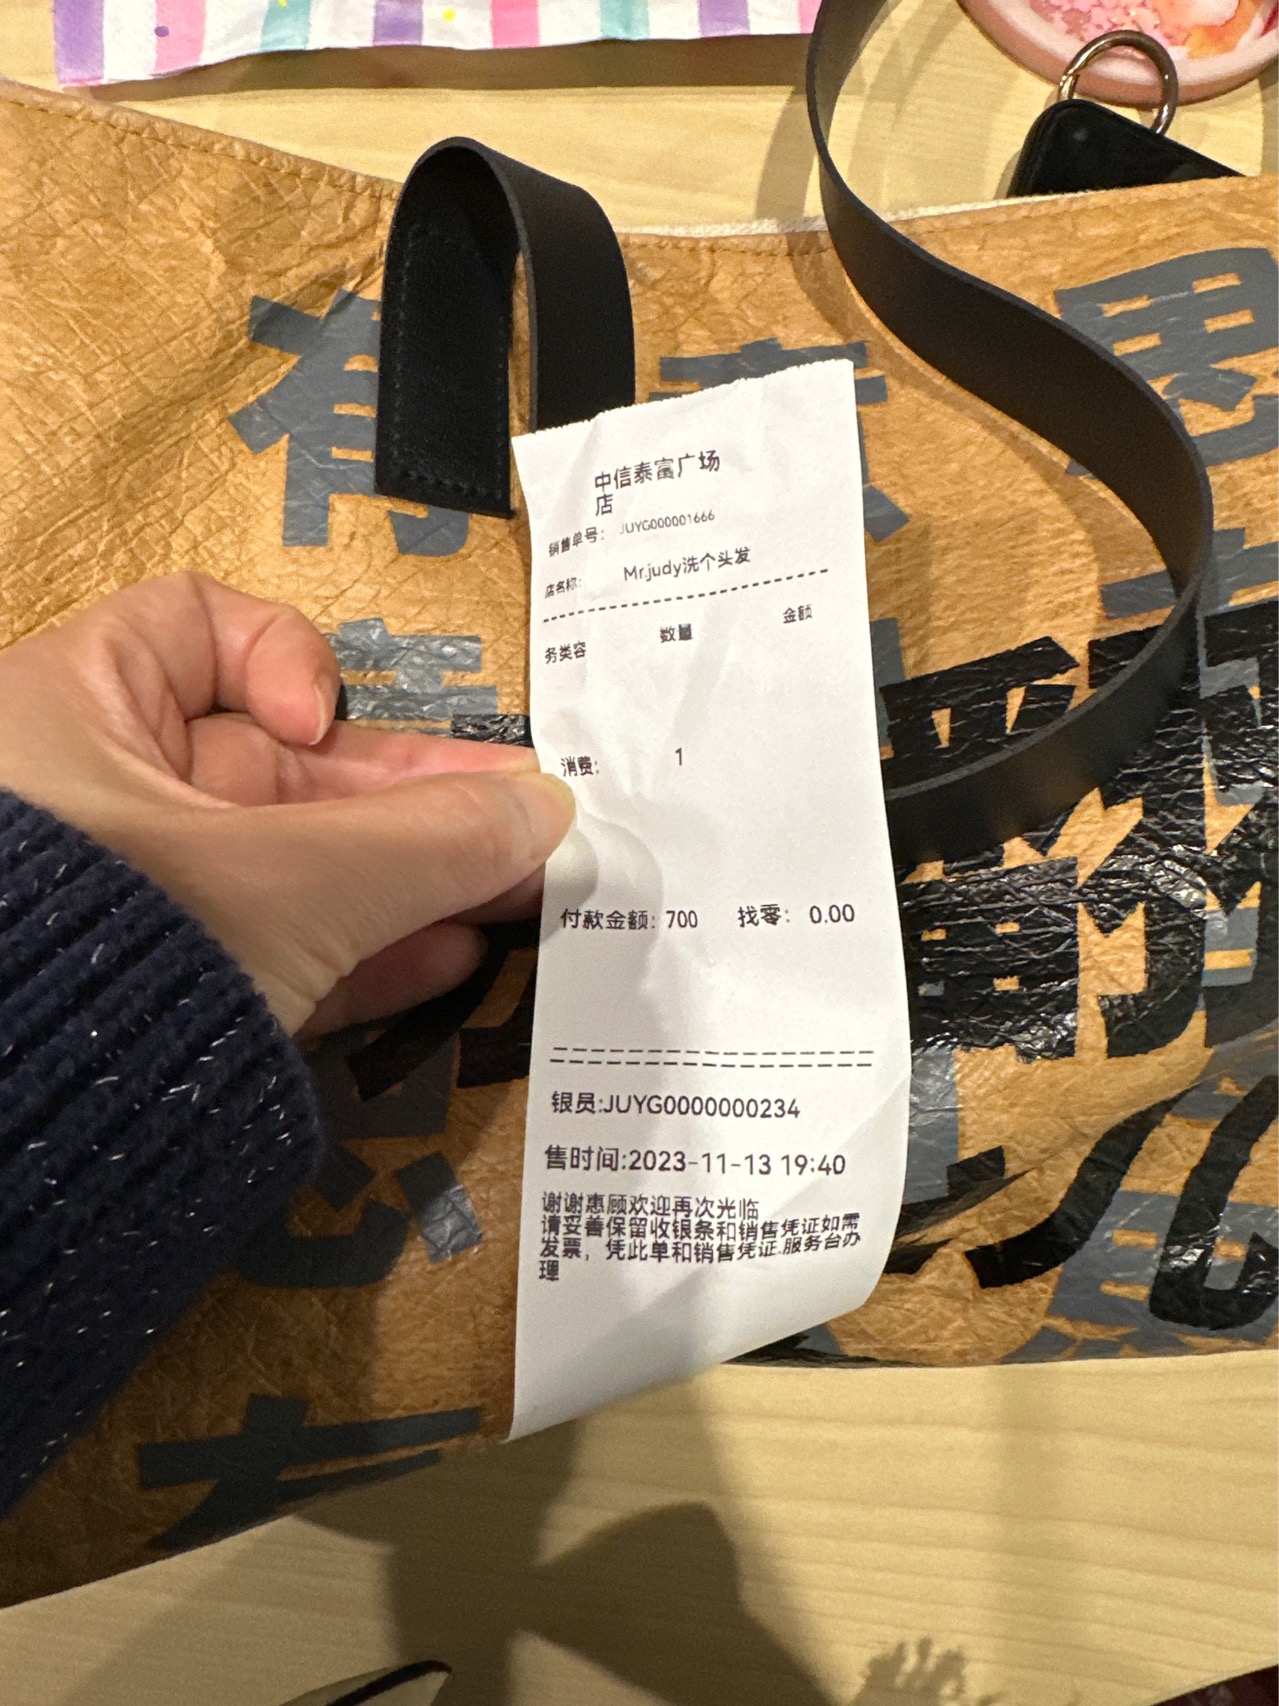 中信泰富广场
店
销售单号: JUYG000001666
店名称: Mr.judy洗个头发
务类容 数量 金额
消费: 1
付款金额: 700 找零: 0.00
银员:JUYG0000000234
售时间:2023-11-13 19:40
谢谢惠顾欢迎再次光临
请妥善保留收银条和销售凭证如需
发票，凭此单和销售凭证.服务台办
理
有意思